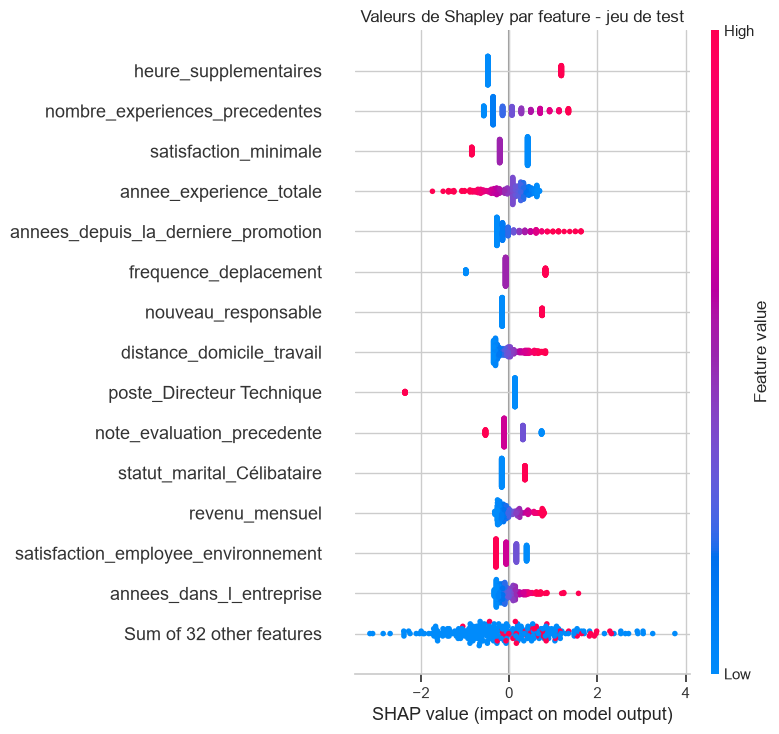 Valeurs de Shapley par feature - jeu de test
High
heure_supplementaires
nombre_experiences_precedentes
satisfaction_minimale
annee_experience_totale
annees_depuis_la_derniere_promotion
frequence_deplacement
nouveau_responsable
distance_domicile_travail
poste_Directeur Technique
note_evaluation_precedente
statut_marital_Célibataire
revenu_mensuel
satisfaction_employee_environnement
annees_dans_l_entreprise
Sum of 32 other features
Feature value
Low
−2 0 2 4
SHAP value (impact on model output)